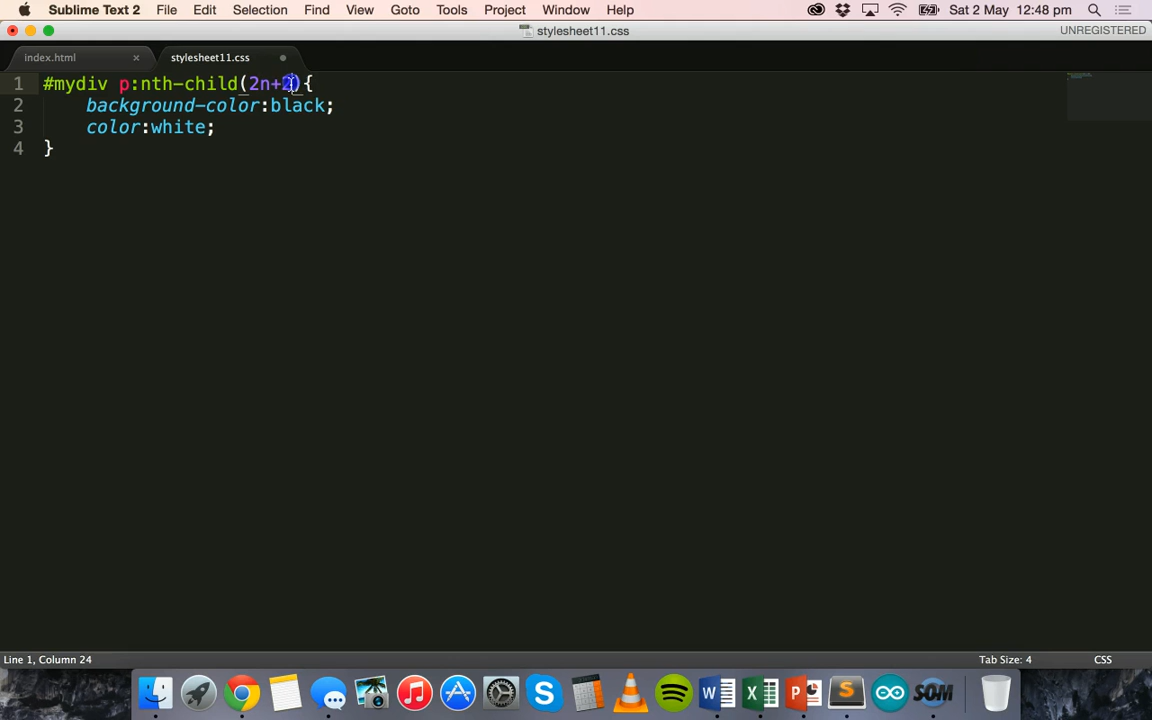 Sublime Text 2 File Edit Selection Find View Goto Tools Project Window Help Sat 2 May 12:48 pm
stylesheet11.css UNREGISTERED
index.html × stylesheet11.css
1 #mydiv p:nth-child(2n+2){
2 background-color:black;
3 color:white;
4 }
Line 1, Column 24 Tab Size: 4 CSS
S W X P S SOM